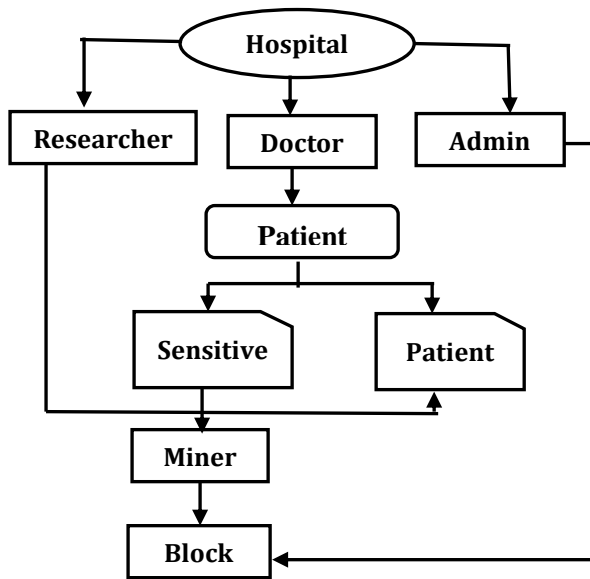 Hospital
Researcher
Doctor
Admin
Patient
Sensitive
Patient
Miner
Block